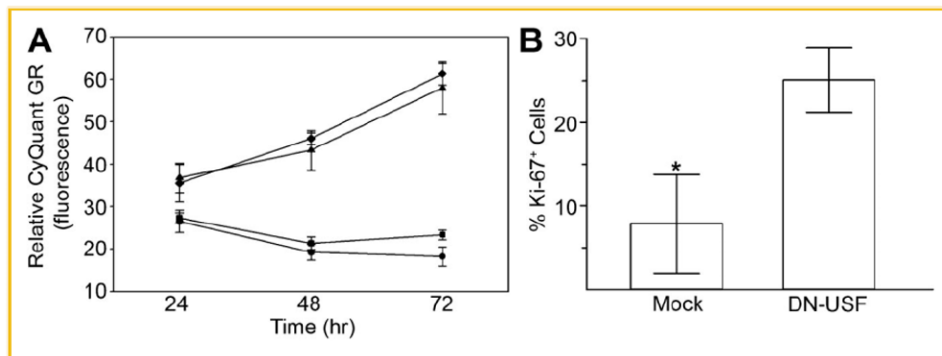 A
Relative CyQuant GR
(fluorescence)
70
60
50
40
30
20
10
24
48
72
Time (hr)
B
% Ki-67⁺ Cells
30
20
10
*
Mock
DN-USF